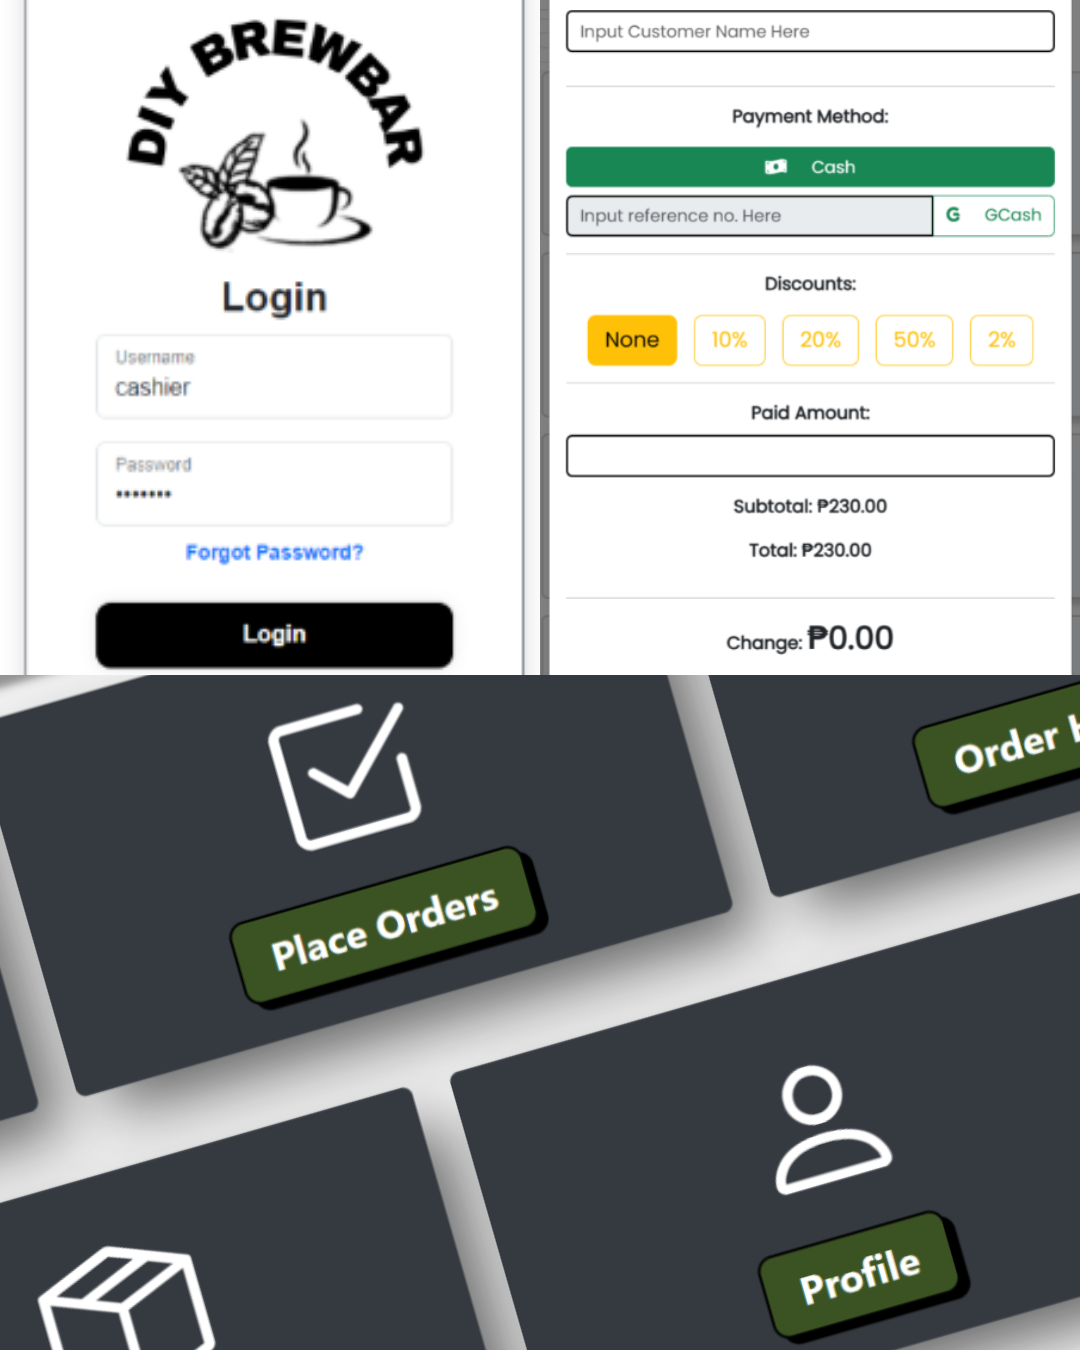 DIY BREWBAR
Login
Username
cashier
Password
•••••••
Forgot Password?
Login
Input Customer Name Here
Payment Method:
Cash
Input reference no. Here
G GCash
Discounts:
None 10% 20% 50% 2%
Paid Amount:
Subtotal: ₱230.00
Total: ₱230.00
Change: ₱0.00
Place Orders
Order
Profile